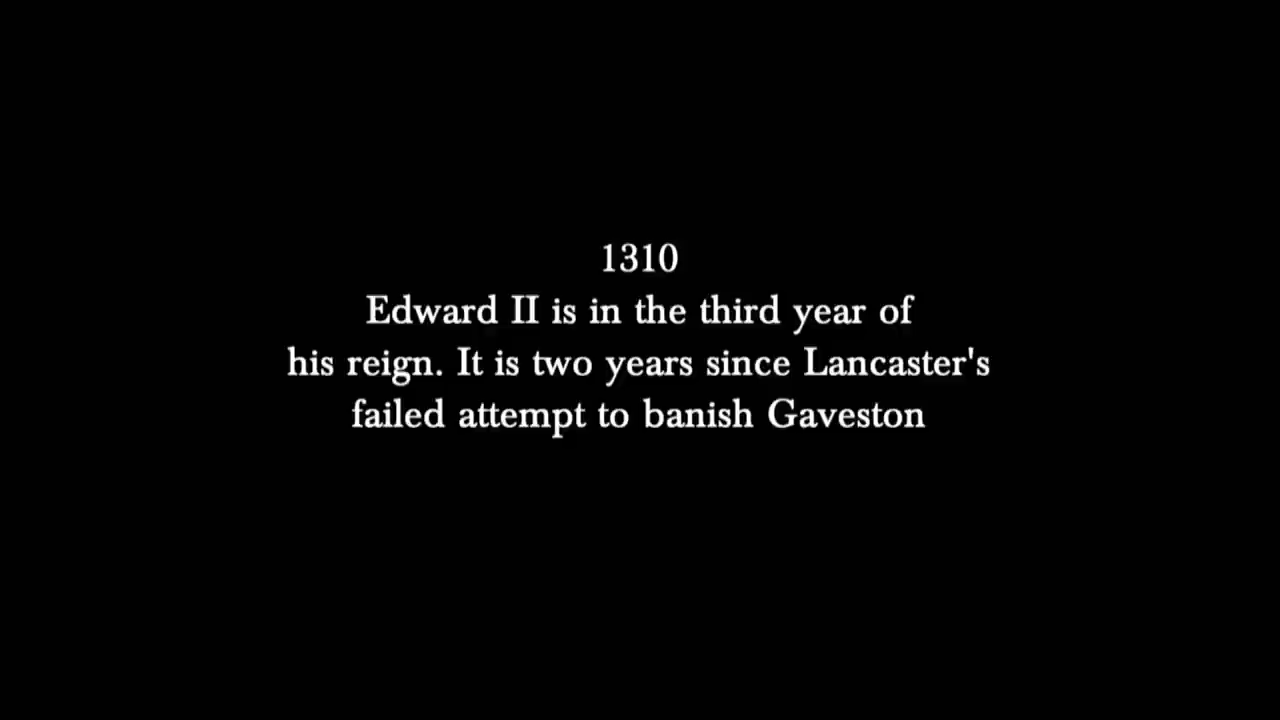 1310
Edward II is in the third year of
his reign. It is two years since Lancaster's
failed attempt to banish Gaveston